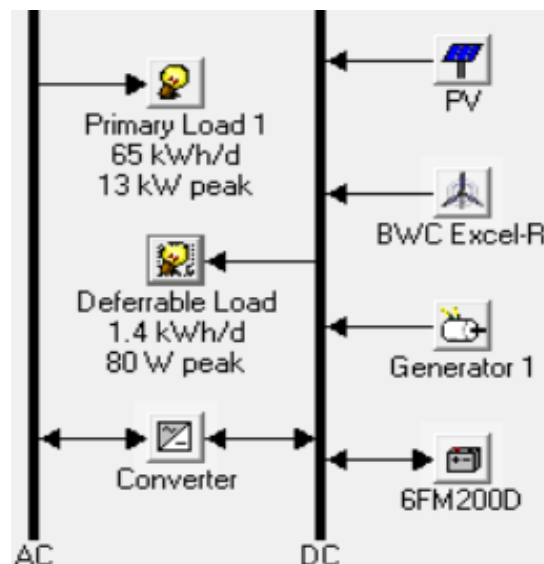 Primary Load 1
65 kWh/d
13 kW peak
PV
BWC Excel-R
Deferrable Load
1.4 kWh/d
80 W peak
Generator 1
Converter
6FM200D
AC
DC